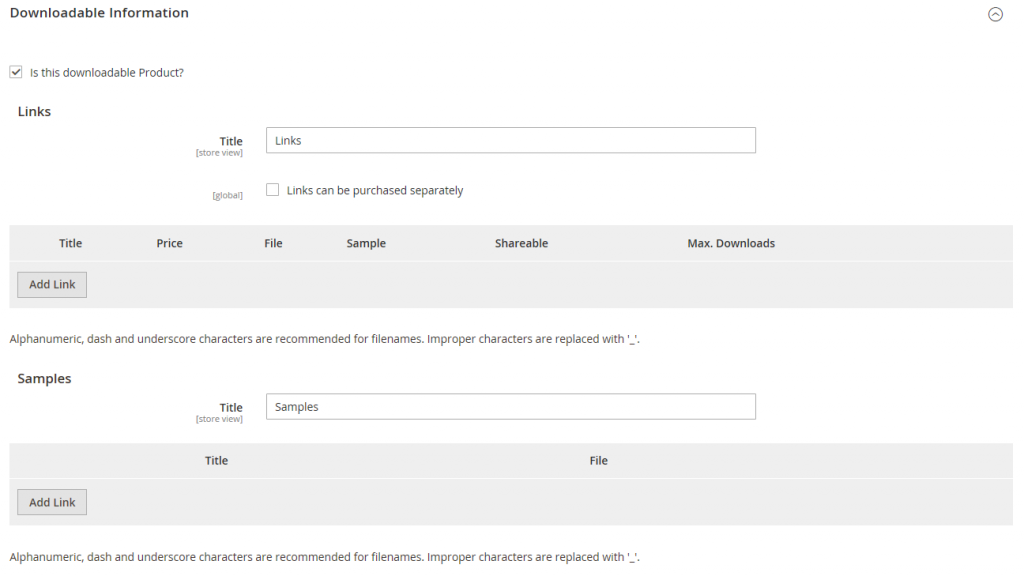 Downloadable Information
Is this downloadable Product?
Links
Title
[store view]
Links
[global]
Links can be purchased separately
Title Price File Sample Shareable Max. Downloads
Add Link
Alphanumeric, dash and underscore characters are recommended for filenames. Improper characters are replaced with '_'.
Samples
Title
[store view]
Samples
Title File
Add Link
Alphanumeric, dash and underscore characters are recommended for filenames. Improper characters are replaced with '_'.